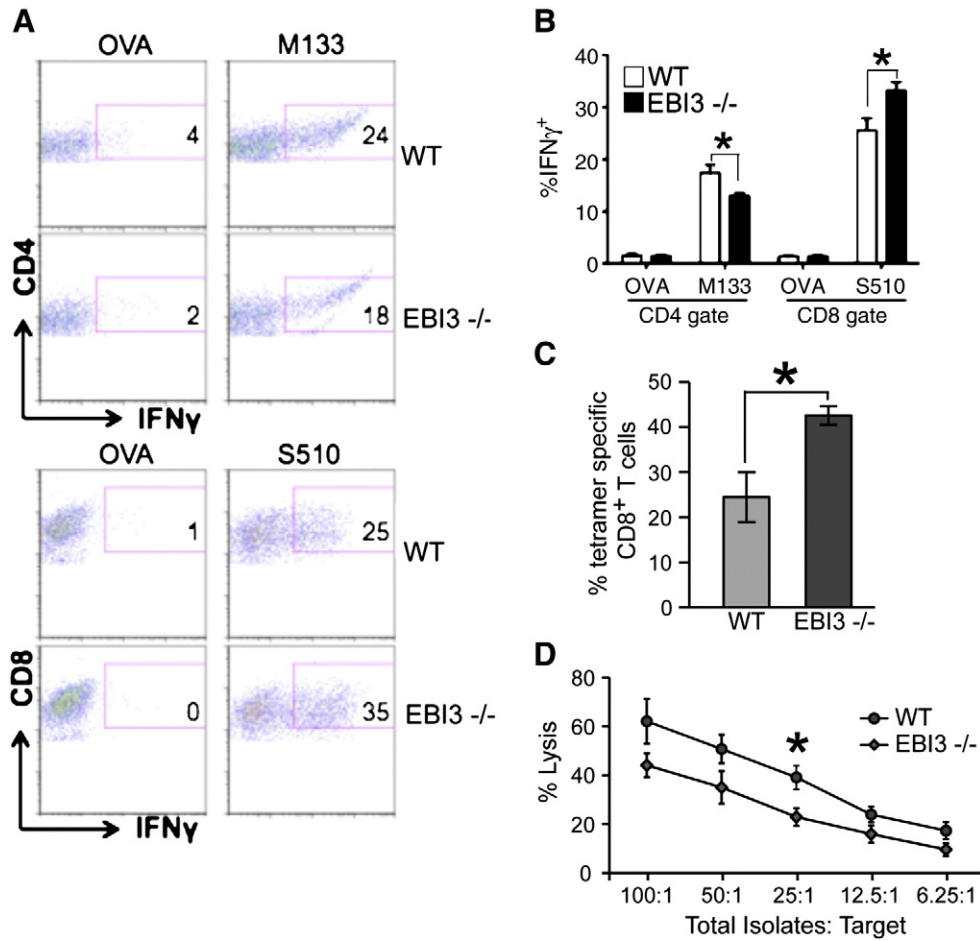 A
OVA M133
4
24
WT
2
18
EBI3 -/-
CD4
IFNγ
OVA S510
1
25
WT
0
35
EBI3 -/-
CD8
IFNγ
B
40
30
20
10
0
%IFNγ+
WT
EBI3 -/-
*
*
OVA M133 OVA S510
CD4 gate CD8 gate
C
50
40
30
20
10
0
% tetramer specific
CD8+ T cells
*
WT EBI3 -/-
D
80
60
40
20
0
% Lysis
*
WT
EBI3 -/-
100:1 50:1 25:1 12.5:1 6.25:1
Total Isolates: Target